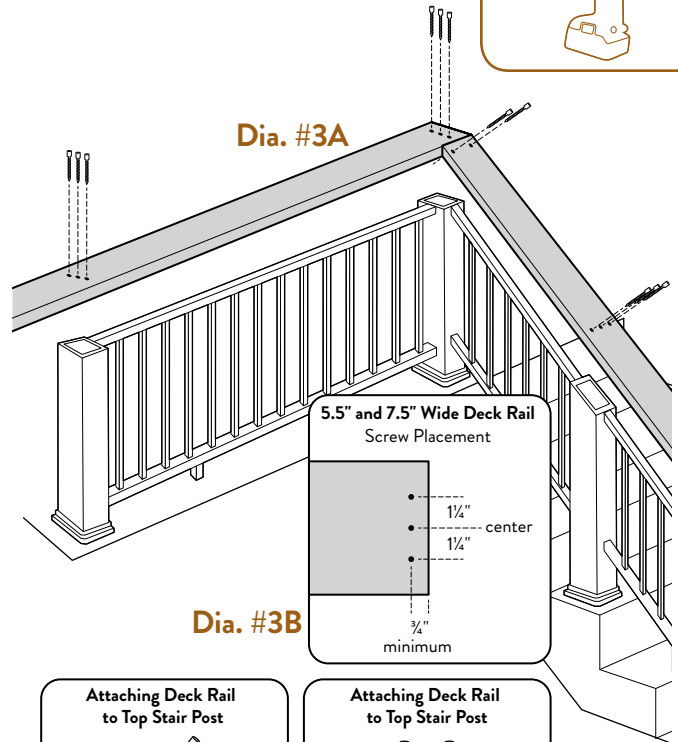 Dia. #3A
5.5" and 7.5" Wide Deck Rail
Screw Placement
1¼"
center
1¼"
¾"
minimum
Dia. #3B
Attaching Deck Rail
to Top Stair Post
Attaching Deck Rail
to Top Stair Post